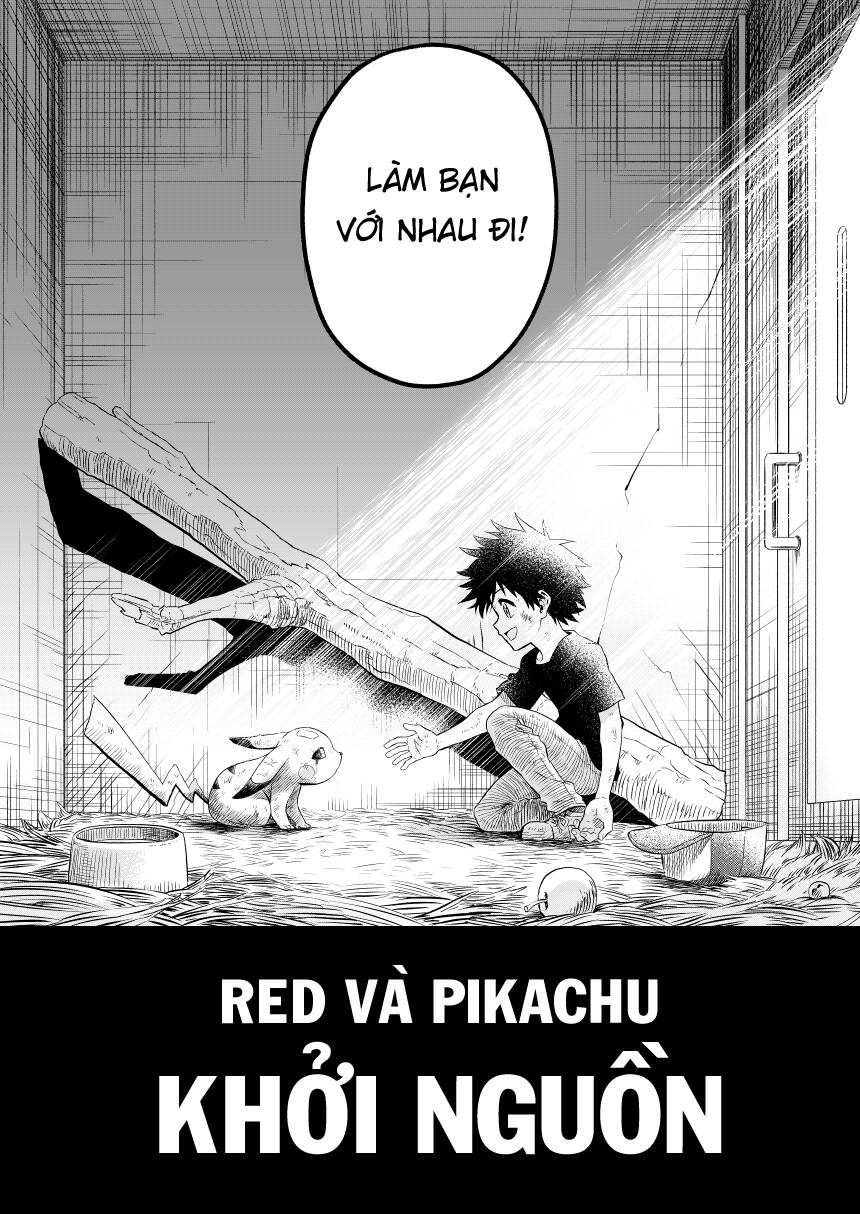 LÀM BẠN
VỚI NHAU ĐI!
RED VÀ PIKACHU
KHỞI NGUỒN